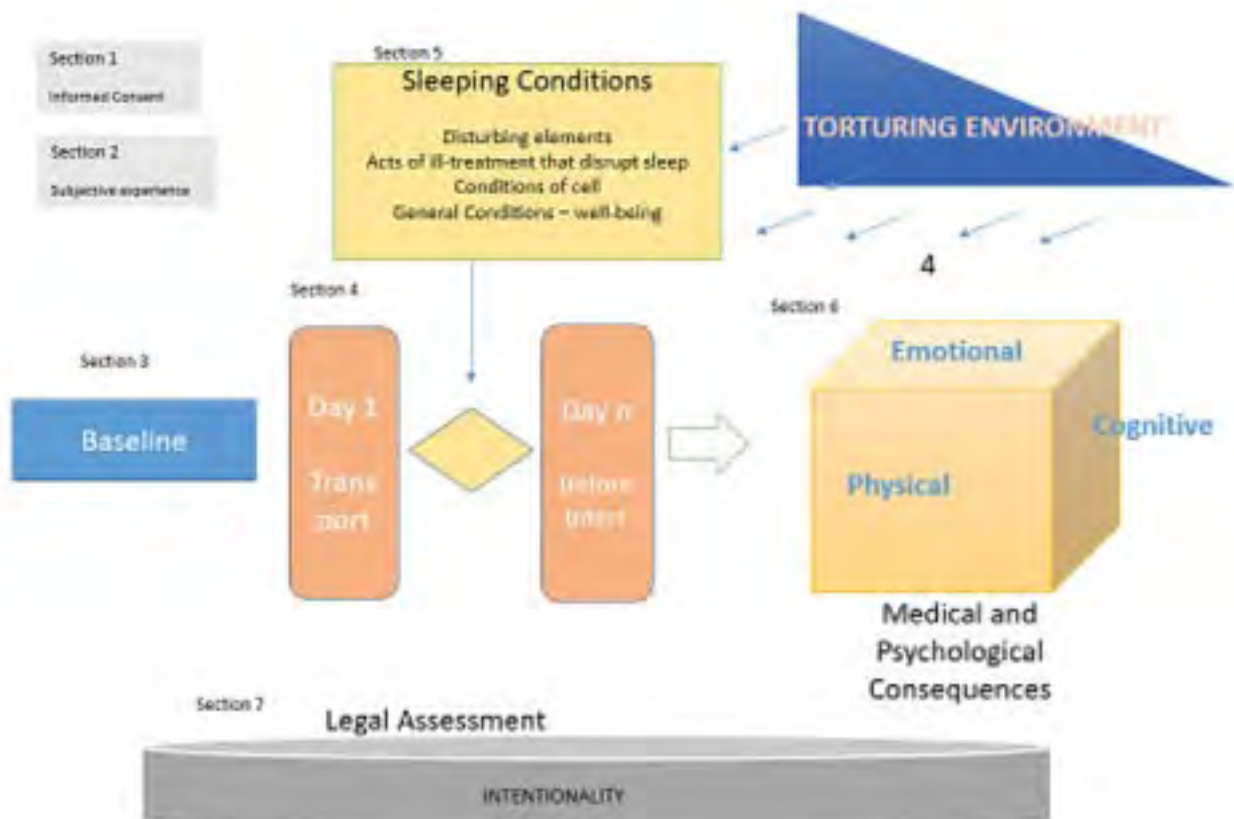 Section 1
Informed Consent
Section 2
Subjective experience
Section 5
Sleeping Conditions
Disturbing elements
Acts of ill-treatment that disrupt sleep
Conditions of cell
General Conditions – well-being
TORTURING ENVIRONMENT
4
Section 4
Section 6
Section 3
Baseline
Day 1
Trans
port
Day n
Before
Emotional
Cognitive
Physical
Medical and
Psychological
Consequences
Section 7
Legal Assessment
INTENTIONALITY